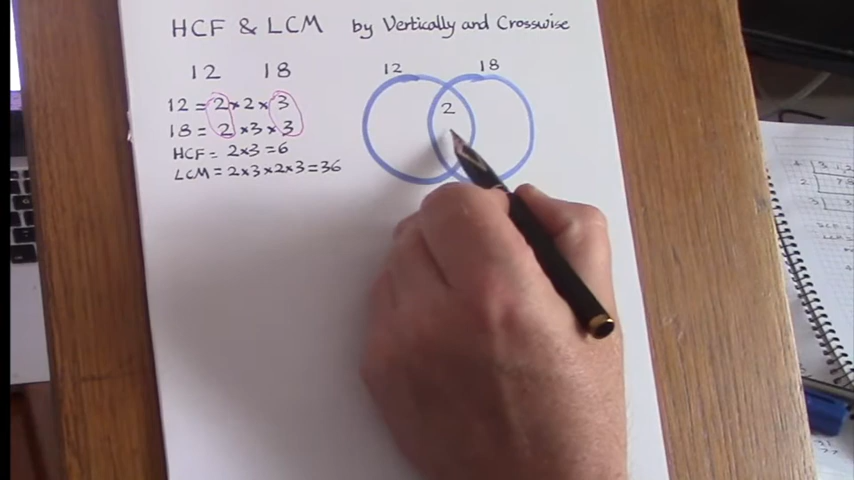 HCF & LCM by Vertically and Crosswise
12 18
12 = 2×2×3
18 = 2×3×3
HCF = 2×3 = 6
LCM = 2×3×2×3 = 36
12 18
2